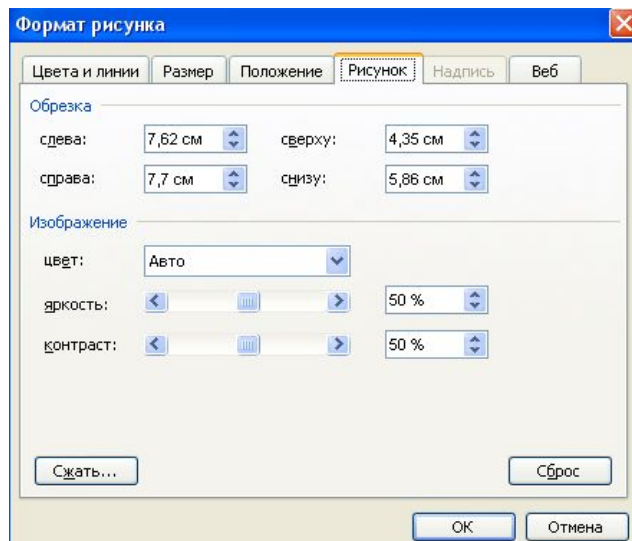 Формат рисунка
Цвета и линии Размер Положение Рисунок Надпись Веб
Обрезка
слева: 7,62 см сверху: 4,35 см
справа: 7,7 см снизу: 5,86 см
Изображение
цвет: Авто
яркость: 50 %
контраст: 50 %
Сжать... Сброс
ОК Отмена